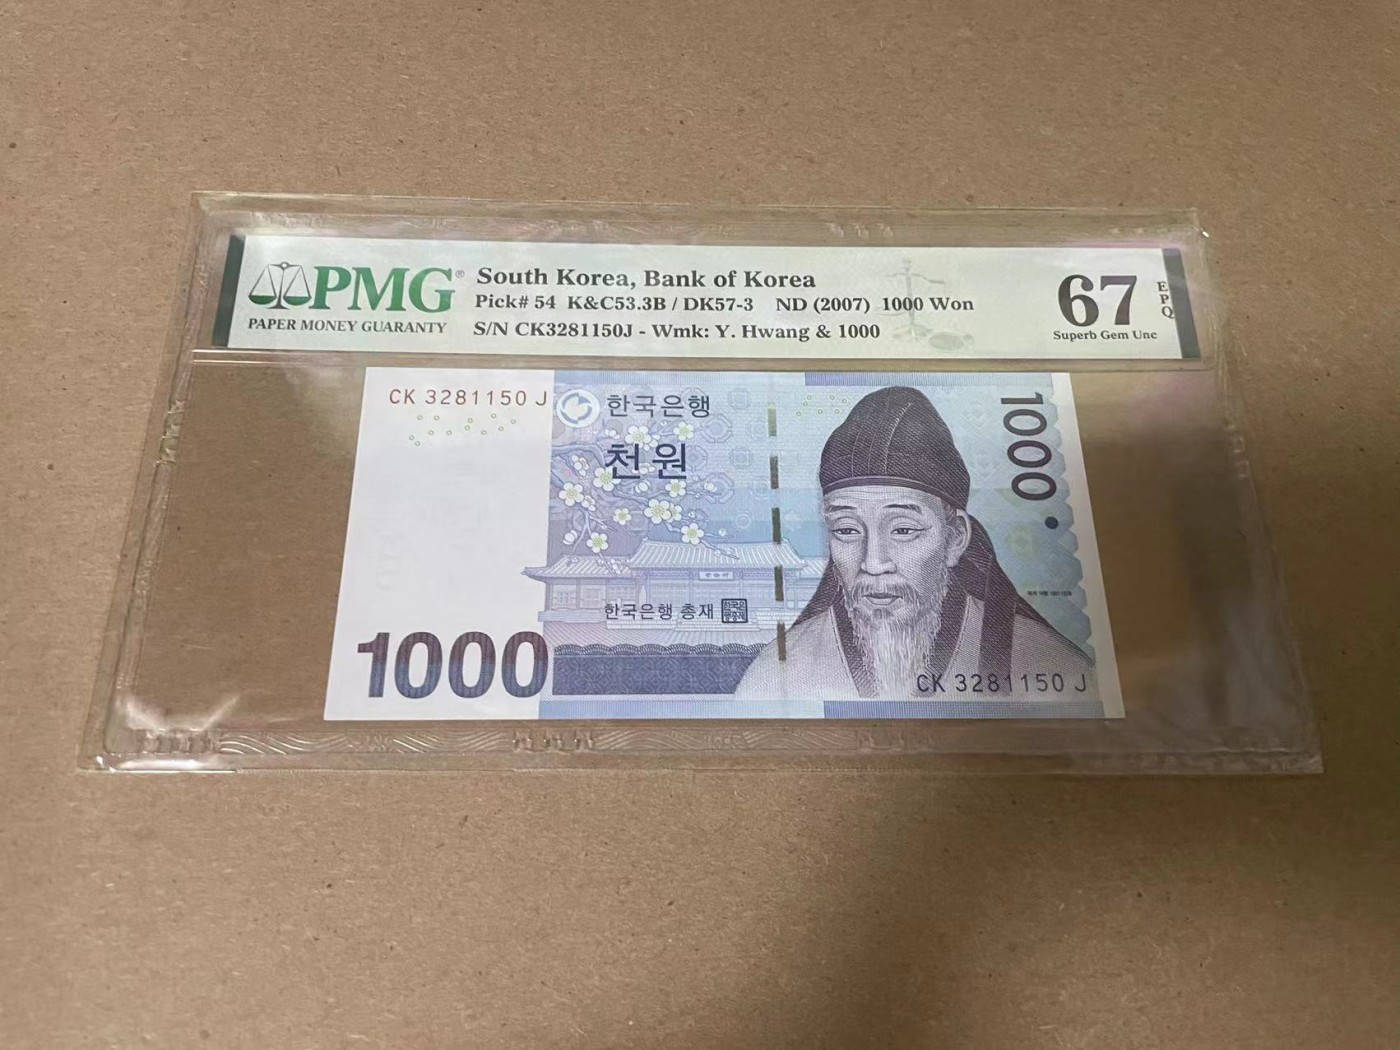 PMG®
PAPER MONEY GUARANTY
South Korea, Bank of Korea
Pick# 54 K&C53.3B / DK57-3 ND (2007) 1000 Won
S/N CK3281150J - Wmk: Y. Hwang & 1000
67
EPQ
Superb Gem Unc
CK 3281150 J
한국은행
천원
1000
한국은행 총재
1000
CK 3281150 J